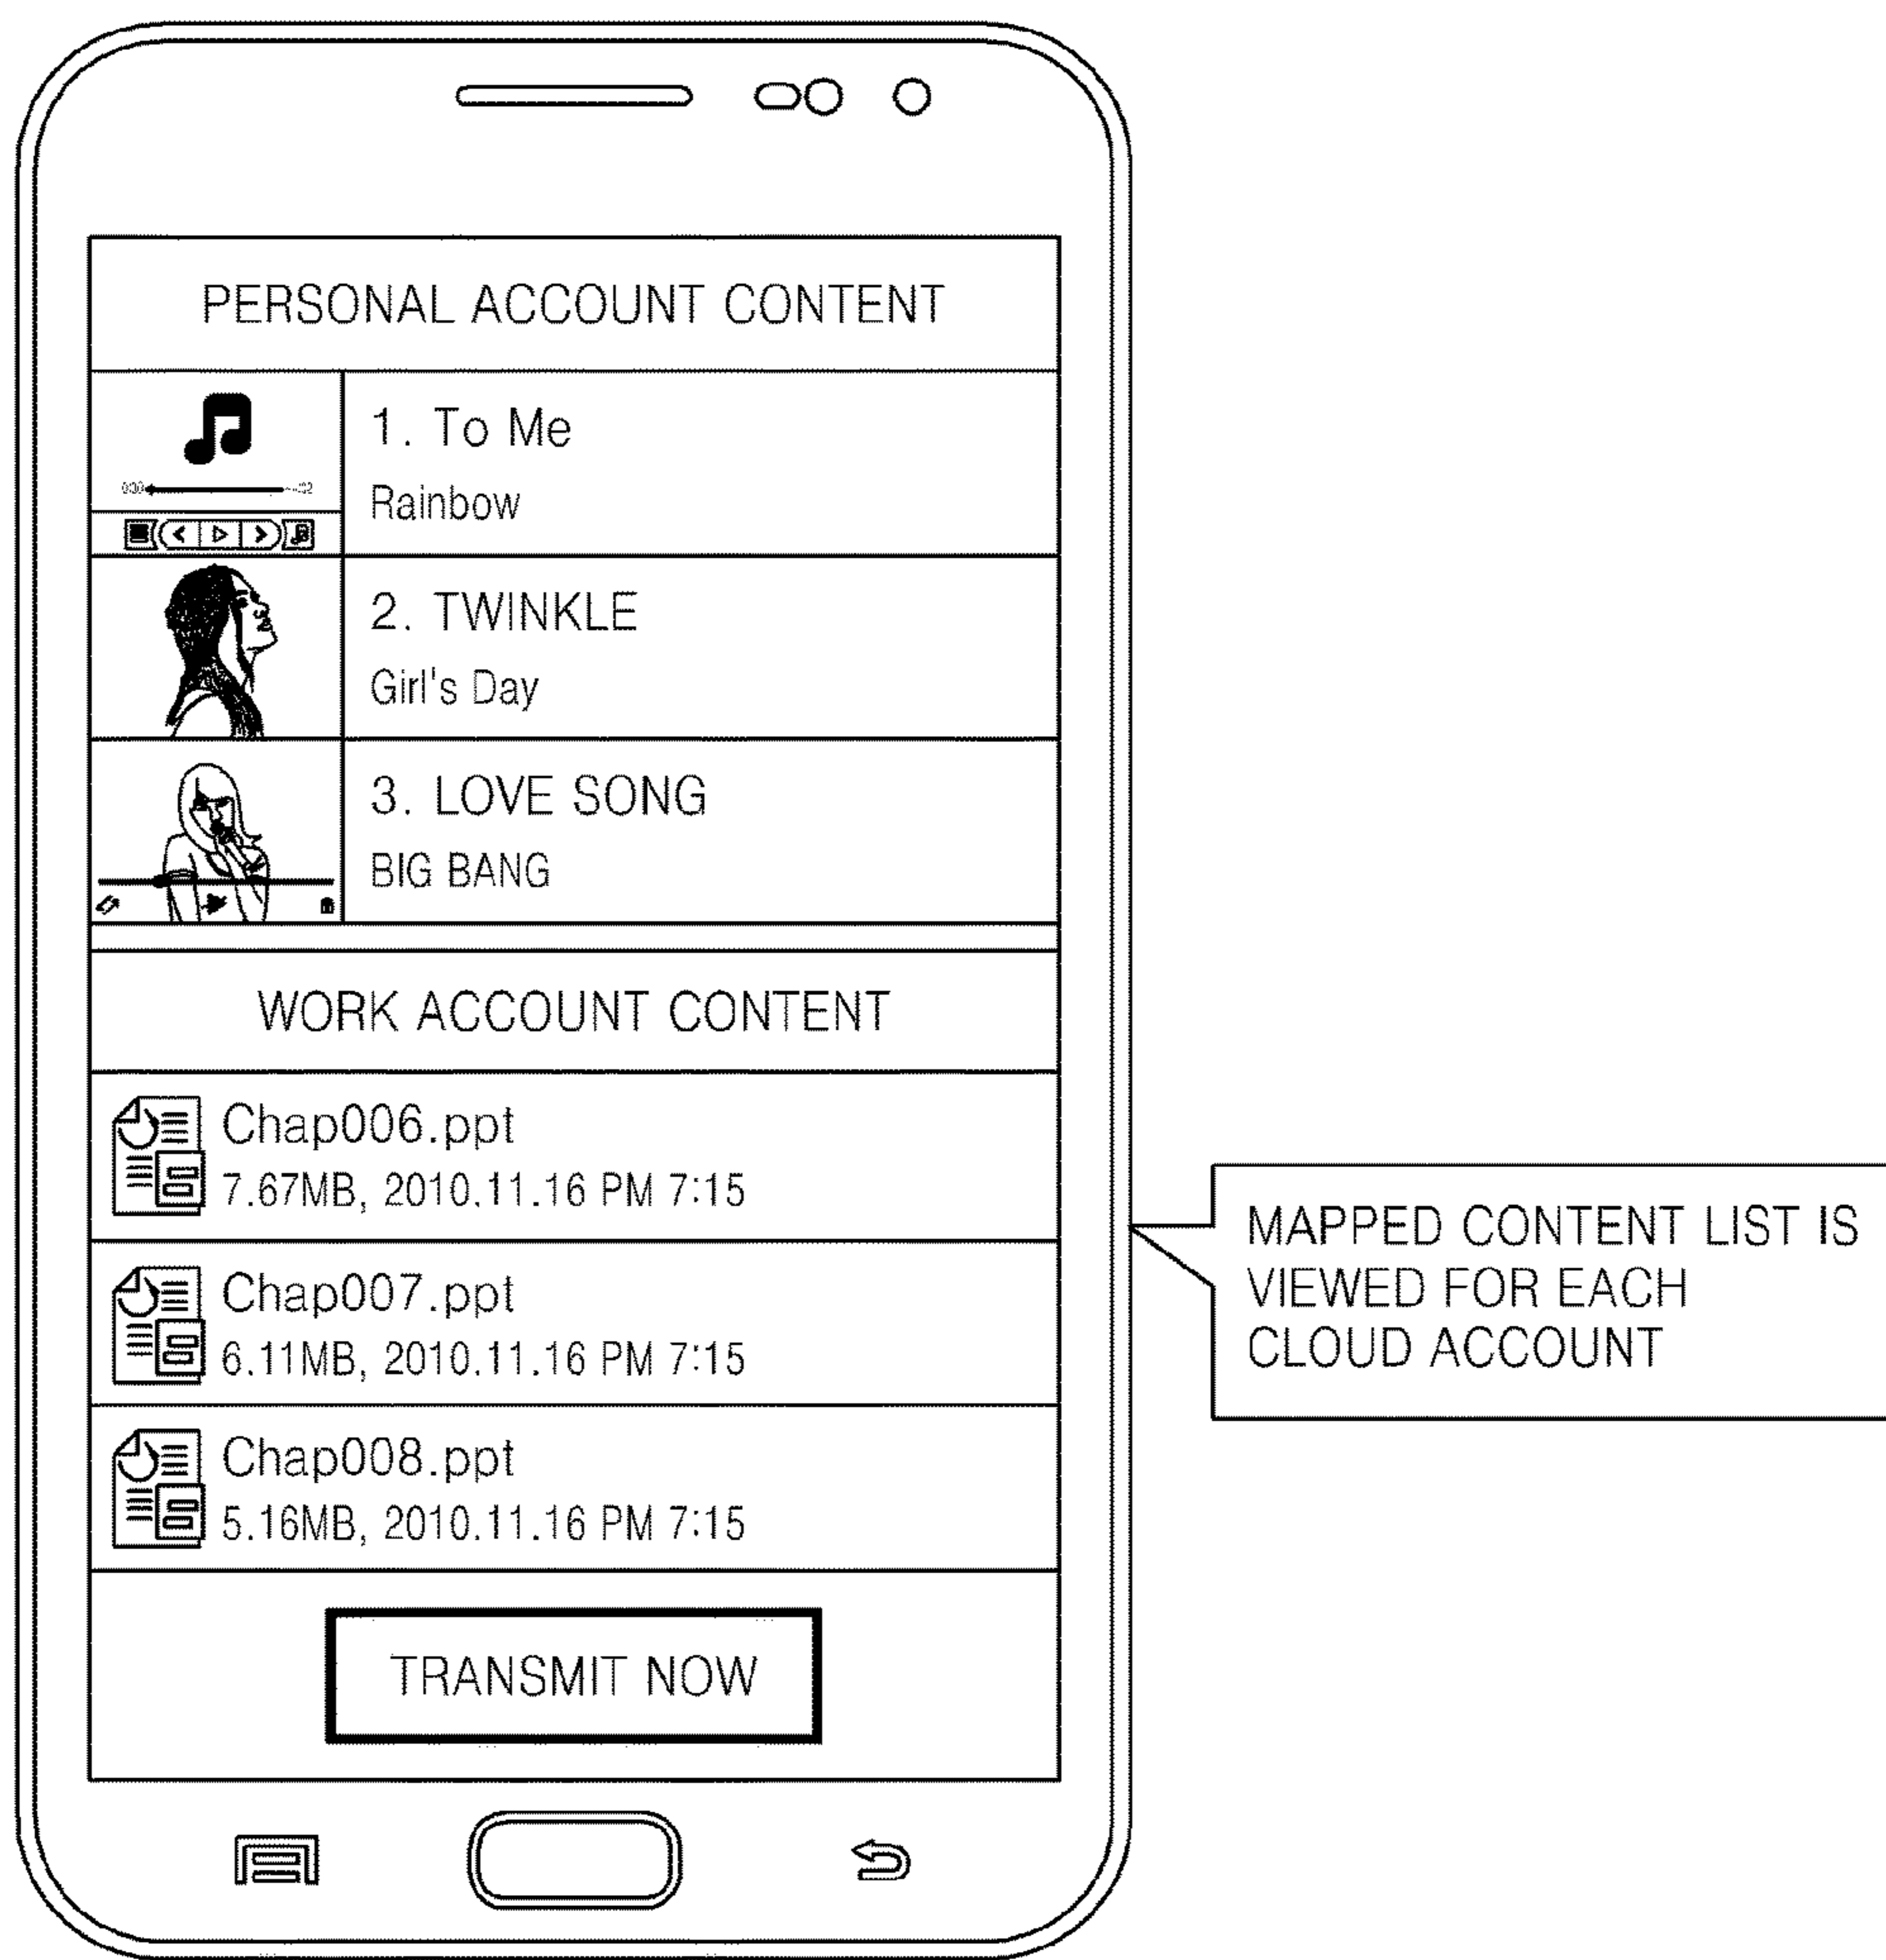 PERSONAL ACCOUNT CONTENT
1. To Me
Rainbow
2. TWINKLE
Girl's Day
3. LOVE SONG
BIG BANG
WORK ACCOUNT CONTENT
Chap006.ppt
7.67MB, 2010.11.16 PM 7:15
Chap007.ppt
6.11MB, 2010.11.16 PM 7:15
Chap008.ppt
5.16MB, 2010.11.16 PM 7:15
TRANSMIT NOW
MAPPED CONTENT LIST IS
VIEWED FOR EACH
CLOUD ACCOUNT